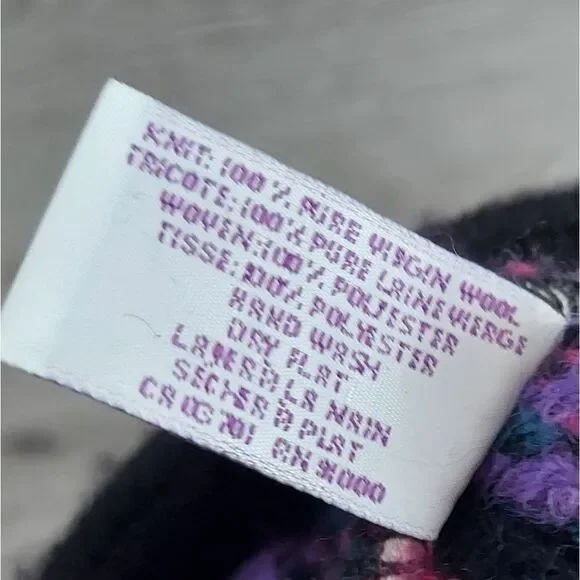 KNIT: 100 % PURE VIRGIN WOOL
TRICOTE: 100 % PURE LAINE VIERGE
WOVEN: 100 % POLYESTER
TISSE: 100% POLYESTER
HAND WASH
DRY FLAT
LAVER A LA MAIN
SECHER A PLAT
CA 03701 RN 91000